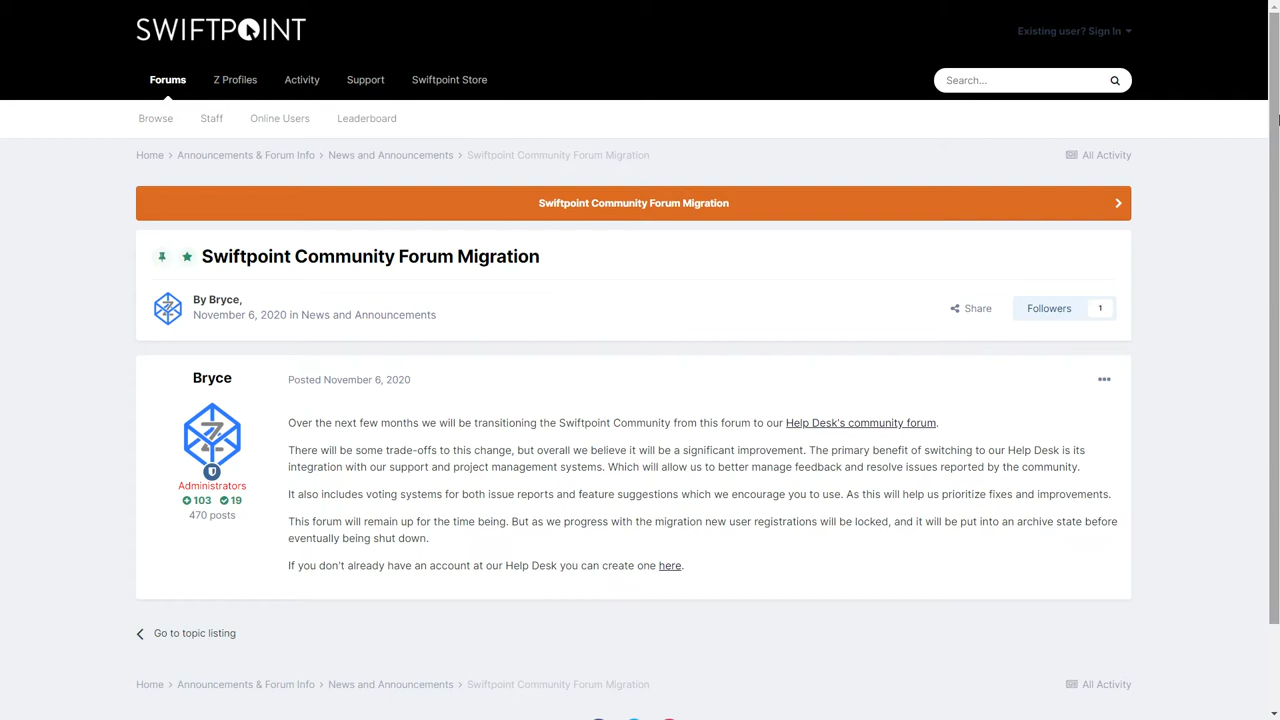 SWIFTPOINT
Existing user? Sign In
Forums Z Profiles Activity Support Swiftpoint Store
Search...
Browse Staff Online Users Leaderboard
Home Announcements & Forum Info News and Announcements Swiftpoint Community Forum Migration
All Activity
Swiftpoint Community Forum Migration
Swiftpoint Community Forum Migration
By Bryce,
November 6, 2020 in News and Announcements
Share
Followers 1
Bryce
Administrators
103 19
470 posts
Posted November 6, 2020
Over the next few months we will be transitioning the Swiftpoint Community from this forum to our Help Desk's community forum.
There will be some trade-offs to this change, but overall we believe it will be a significant improvement. The primary benefit of switching to our Help Desk is its
integration with our support and project management systems. Which will allow us to better manage feedback and resolve issues reported by the community.
It also includes voting systems for both issue reports and feature suggestions which we encourage you to use. As this will help us prioritize fixes and improvements.
This forum will remain up for the time being. But as we progress with the migration new user registrations will be locked, and it will be put into an archive state before
eventually being shut down.
If you don't already have an account at our Help Desk you can create one here.
Go to topic listing
Home Announcements & Forum Info News and Announcements Swiftpoint Community Forum Migration
All Activity